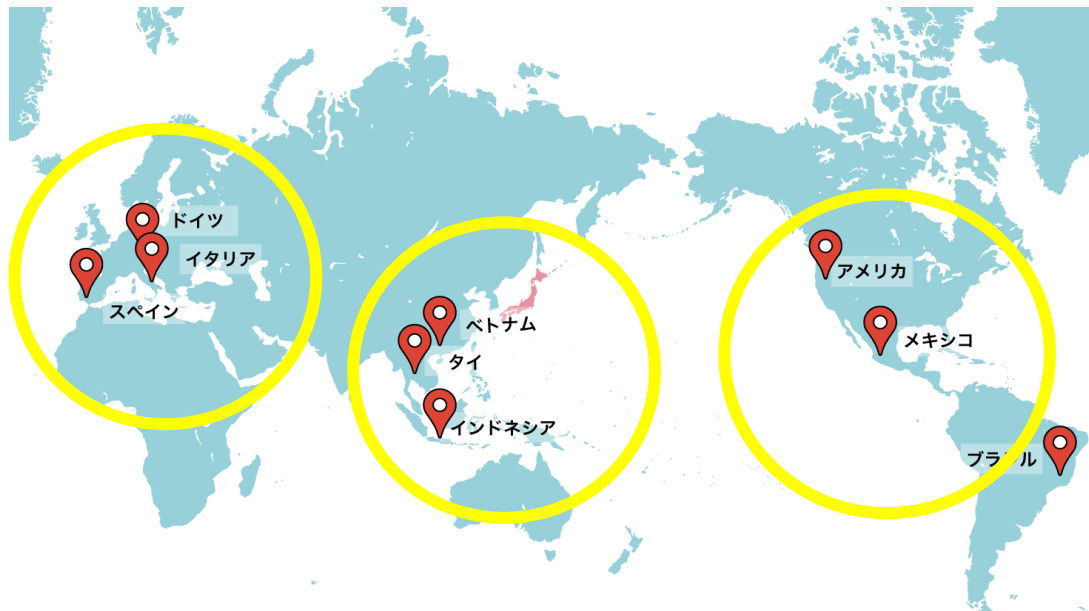 ドイツ
イタリア
スペイン
ベトナム
タイ
インドネシア
アメリカ
メキシコ
ブラジル